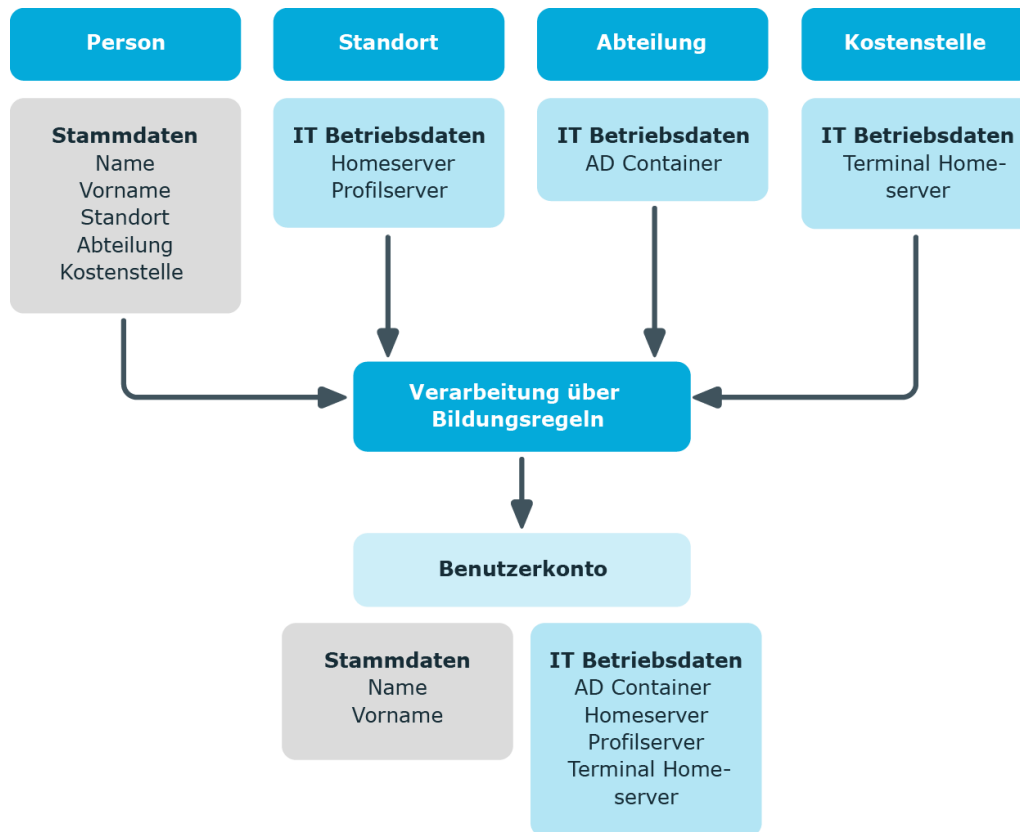 Person
Standort
Abteilung
Kostenstelle
Stammdaten
Name
Vorname
Standort
Abteilung
Kostenstelle
IT Betriebsdaten
Homeserver
Profilserver
IT Betriebsdaten
AD Container
IT Betriebsdaten
Terminal Home-
server
Verarbeitung über
Bildungsregeln
Benutzerkonto
Stammdaten
Name
Vorname
IT Betriebsdaten
AD Container
Homeserver
Profilserver
Terminal Home-
server